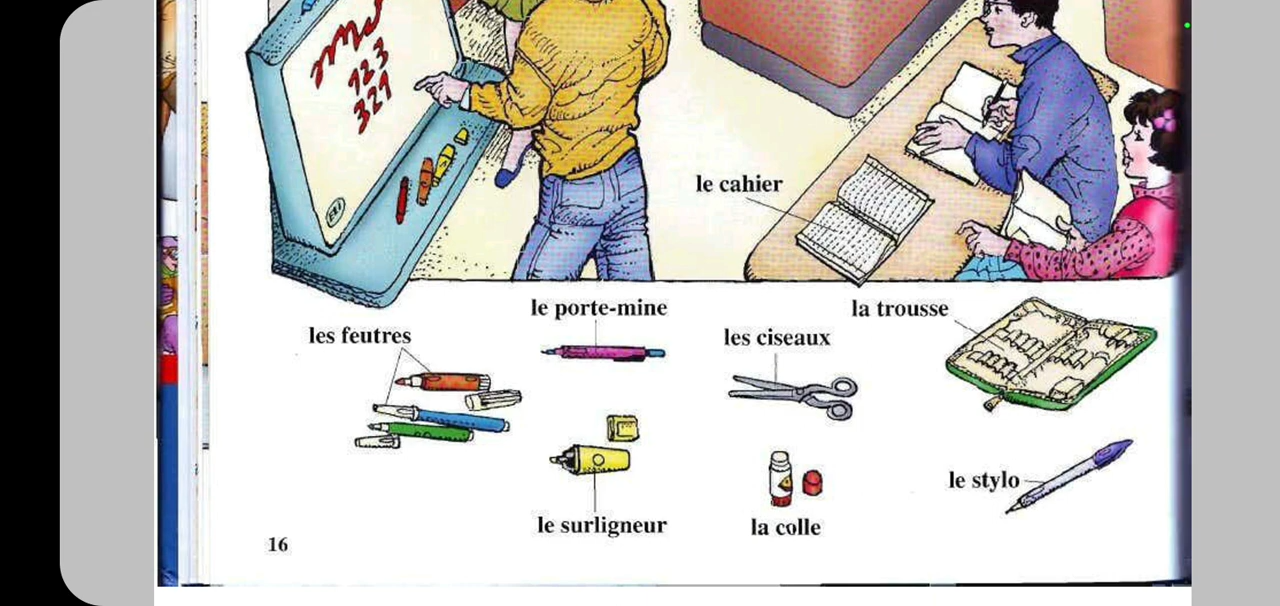 123
321
ELI
le cahier
le porte-mine
la trousse
les feutres
les ciseaux
le stylo
le surligneur
la colle
16